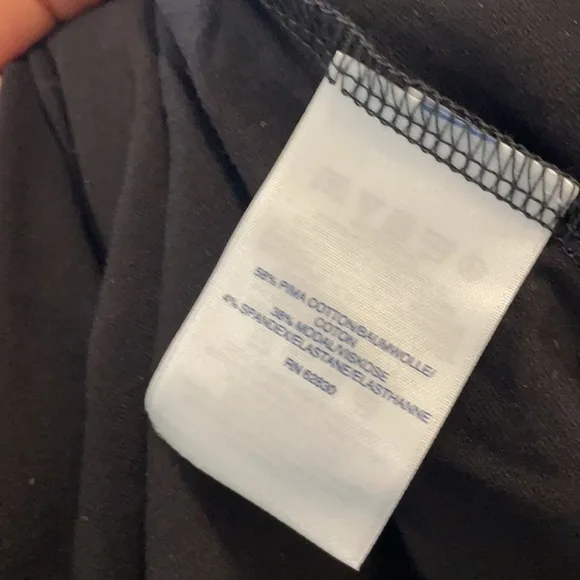 58% PIMA COTTON/BAUMWOLLE/
COTON
38% MODAL/VISKOSE
4% SPANDEX/ELASTANE/ELASTHANNE
RN 62830